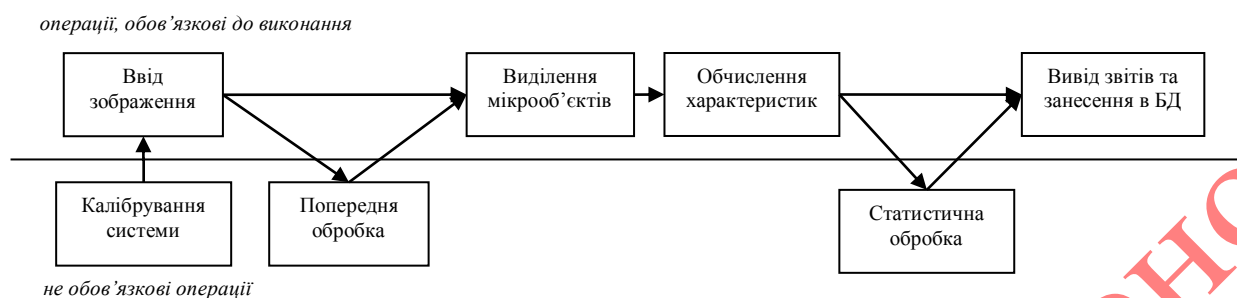 операції, обов’язкові до виконання
Ввід
зображення
Виділення
мікрооб’єктів
Обчислення
характеристик
Вивід звітів та
занесення в БД
Калібрування
системи
Попередня
обробка
Статистична
обробка
не обов’язкові операції